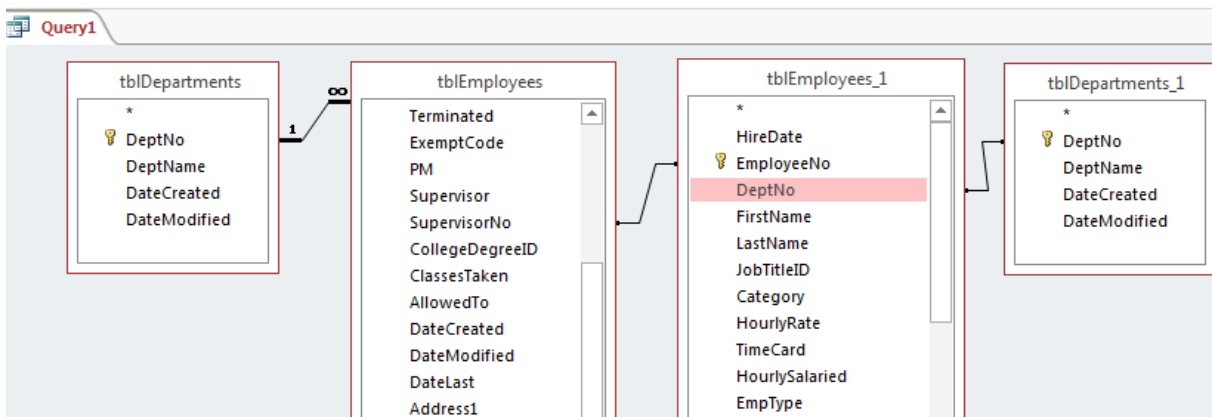 Query1
tblDepartments
*
DeptNo
DeptName
DateCreated
DateModified
1
∞
tblEmployees
Terminated
ExemptCode
PM
Supervisor
SupervisorNo
CollegeDegreeID
ClassesTaken
AllowedTo
DateCreated
DateModified
DateLast
Address1
tblEmployees_1
*
HireDate
EmployeeNo
DeptNo
FirstName
LastName
JobTitleID
Category
HourlyRate
TimeCard
HourlySalaried
EmpType
tblDepartments_1
*
DeptNo
DeptName
DateCreated
DateModified